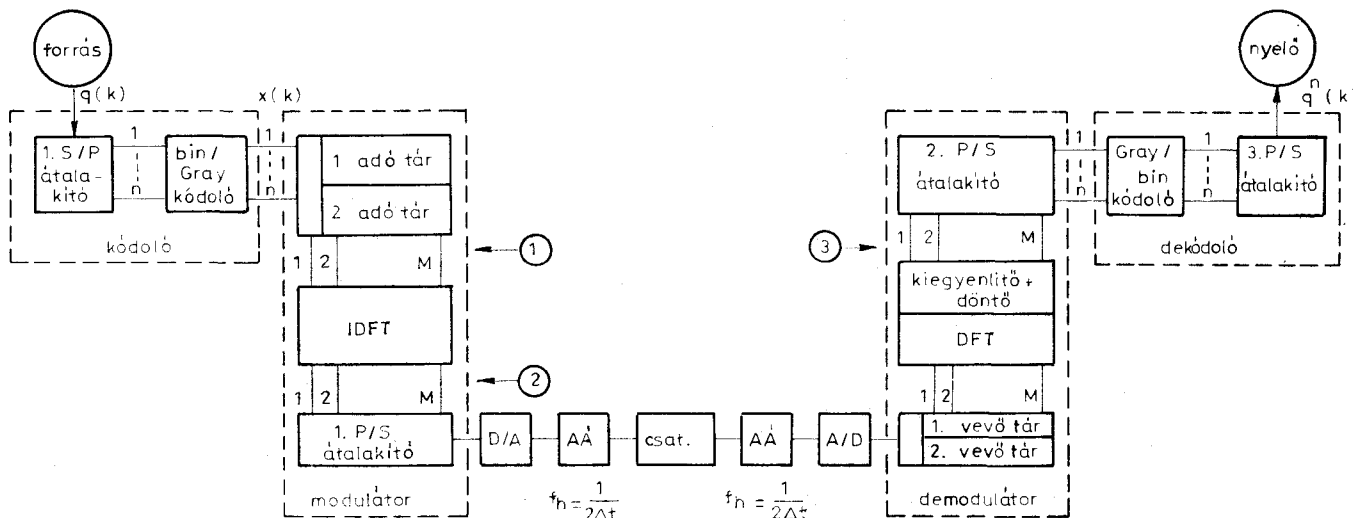 forrás
q(k)
1. S/P
átala-
kító
1
n
bin/
Gray
kódoló
kódoló
x(k)
1
n
1 adó tár
2 adó tár
1
2
M
1
IDFT
1
2
M
2
1. P/S
átalakító
modulátor
D/A
AÁ
fh = 1/2Δt
csat.
AÁ
fh = 1/2Δt
A/D
1. vevő tár
2. vevő tár
demodulátor
1
2
M
DFT
kiegyenlítő+
döntő
3
1
2
M
2. P/S
átalakító
1
n
Gray/
bin
kódoló
1
n
3. P/S
átalakító
dekódoló
n
q (k)
nyelő